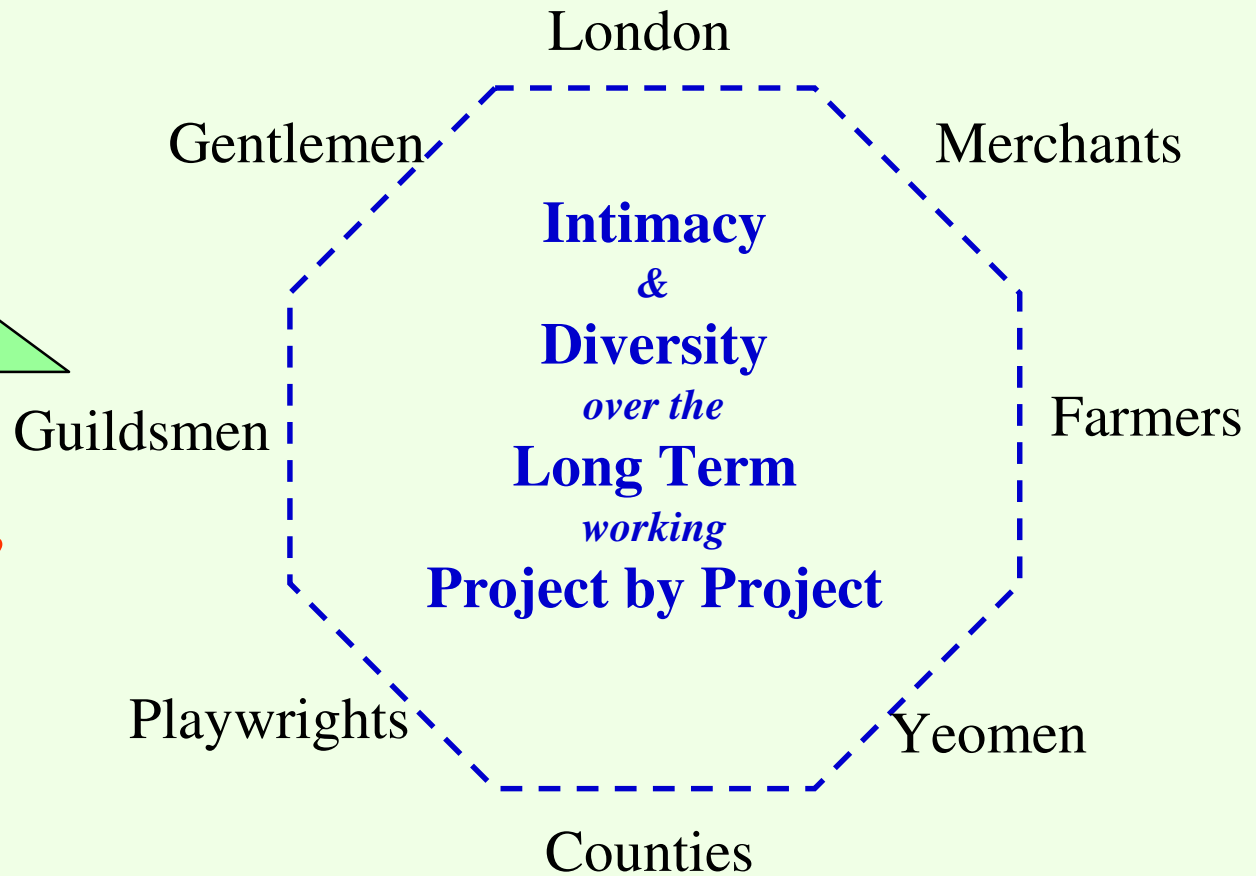 London
Gentlemen
Merchants
Intimacy
&
Diversity
over the
Long Term
working
Project by Project
Guildsmen
Farmers
Playwrights
Yeomen
Counties